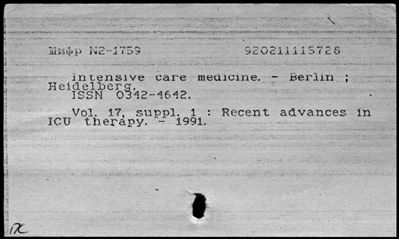 Шифр N2-1759 920211115728
intensive care medicine. - Berlin ;
Heidelberg.
ISSN 0342-4642.
Vol. 17, suppl. 1 : Recent advances in
ICU therapy. - 1991.